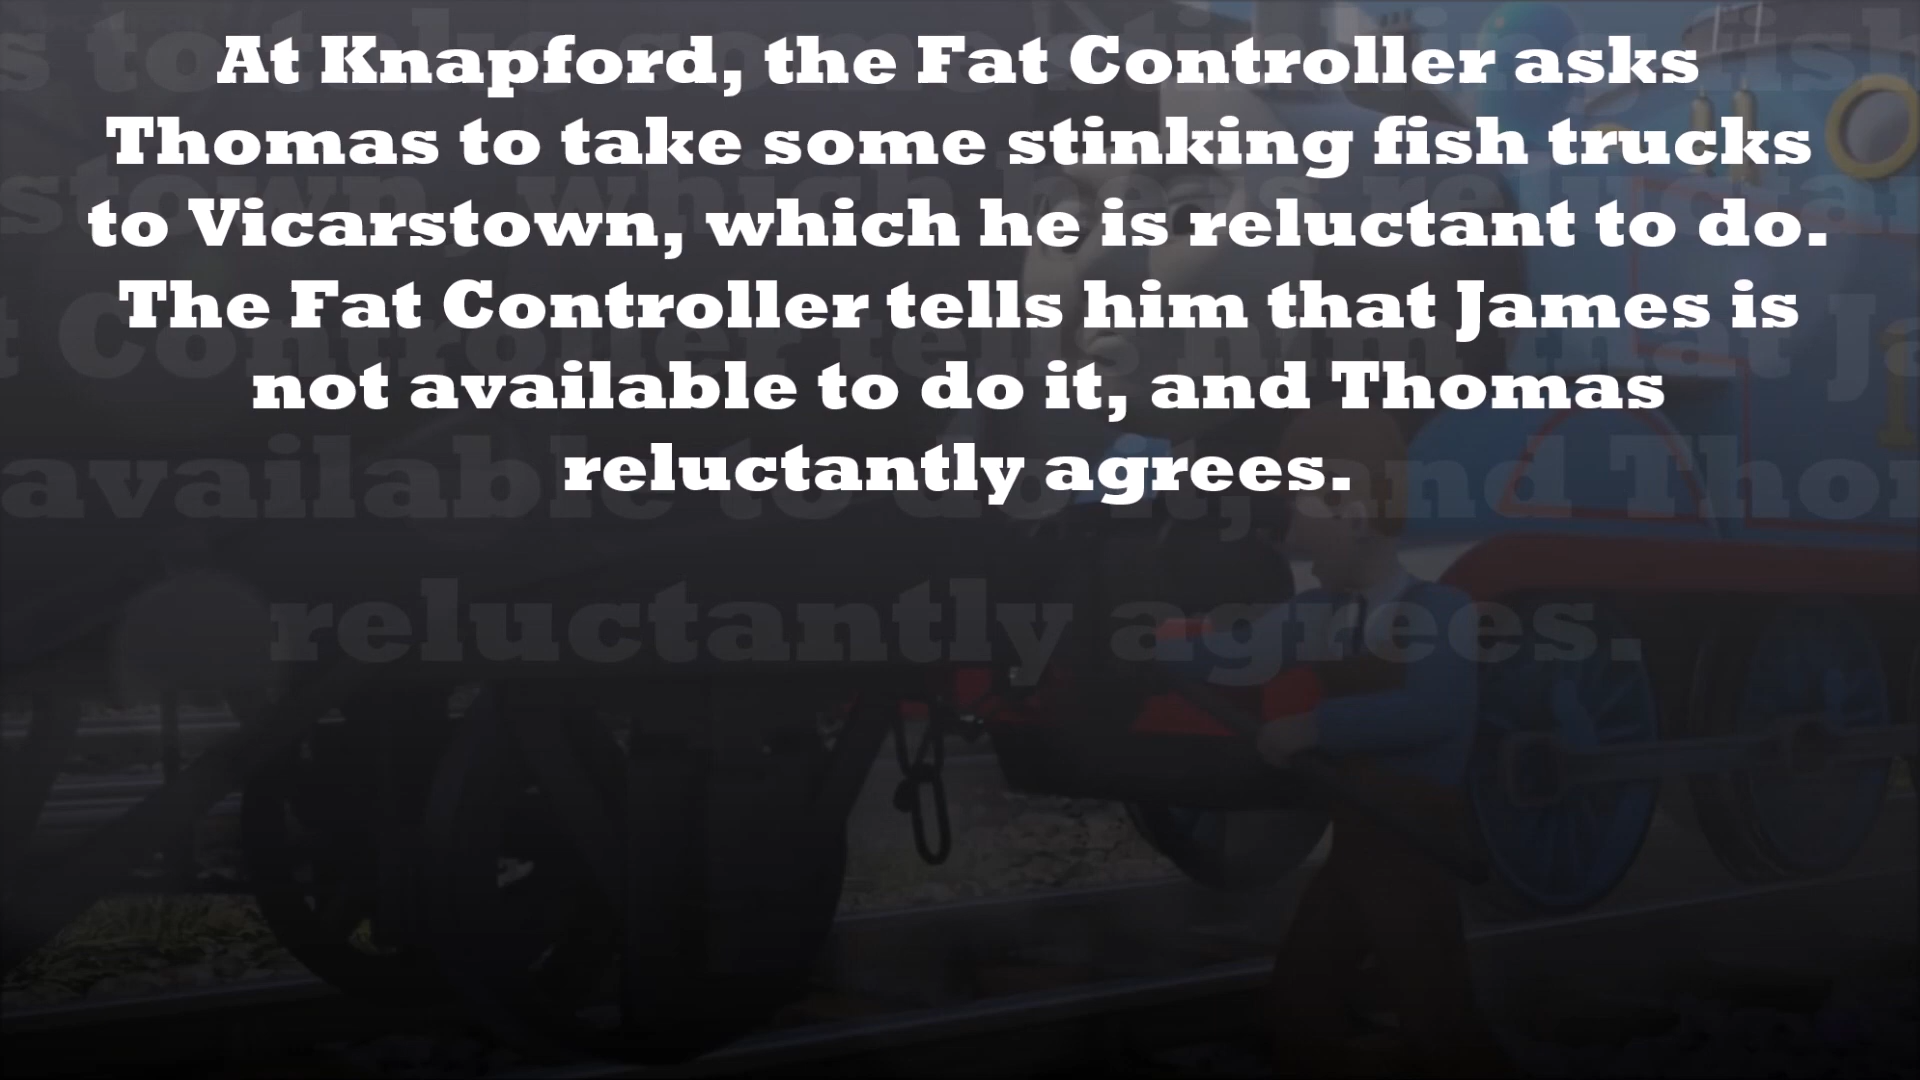 At Knapford, the Fat Controller asks
Thomas to take some stinking fish trucks
to Vicarstown, which he is reluctant to do.
The Fat Controller tells him that James is
not available to do it, and Thomas
reluctantly agrees.